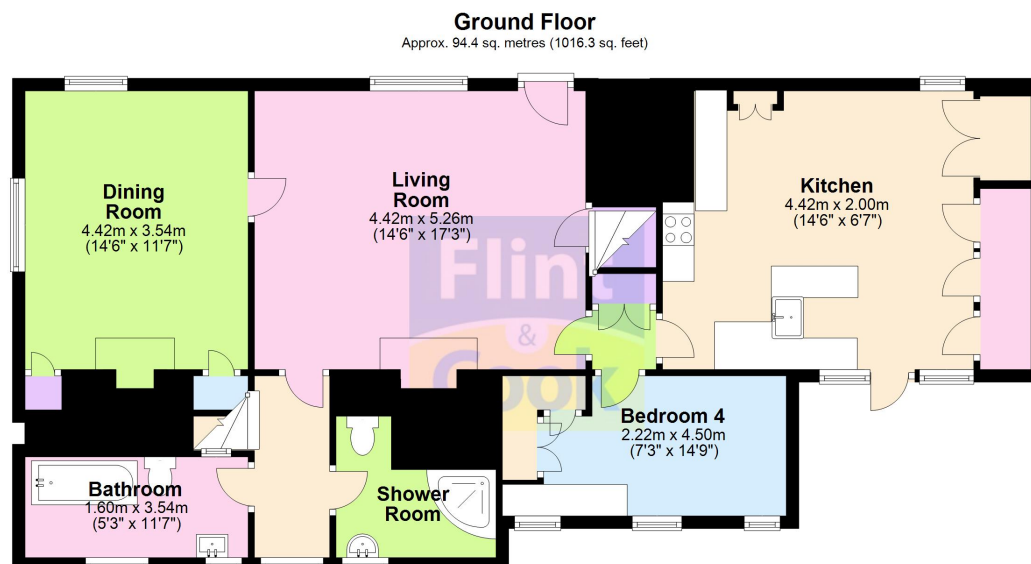 Ground Floor
Approx. 94.4 sq. metres (1016.3 sq. feet)
Dining
Room
4.42m x 3.54m
(14'6" x 11'7")
Living
Room
4.42m x 5.26m
(14'6" x 17'3")
Kitchen
4.42m x 2.00m
(14'6" x 6'7")
Flint
&
Cook
Bedroom 4
2.22m x 4.50m
(7'3" x 14'9")
Bathroom
1.60m x 3.54m
(5'3" x 11'7")
Shower
Room